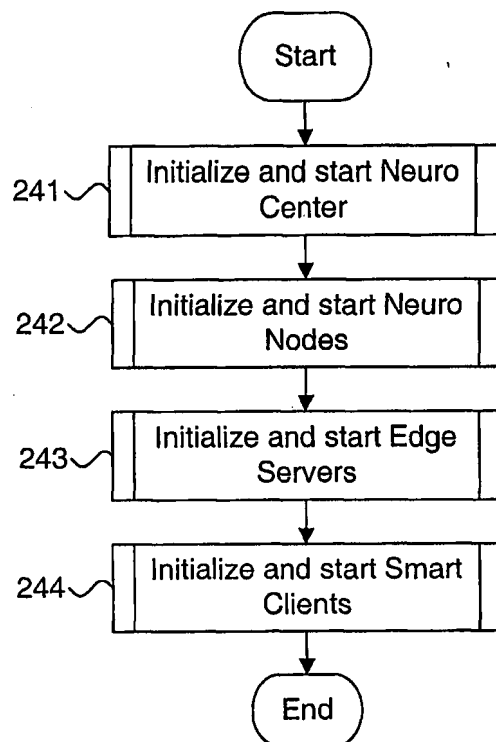 Start
241
Initialize and start Neuro
Center
242
Initialize and start Neuro
Nodes
243
Initialize and start Edge
Servers
244
Initialize and start Smart
Clients
End